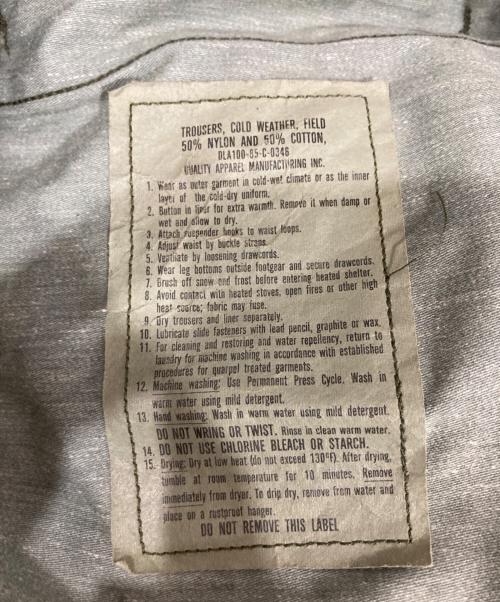 TROUSERS, COLD WEATHER, FIELD
50% NYLON AND 50% COTTON,
DLA100-85-C-0346
QUALITY APPAREL MANUFACTURING INC.
1. Wear as outer garment in cold-wet climate or as the inner
layer of the cold-dry uniform.
2. Button in liner for extra warmth. Remove it when damp or
wet and allow to dry.
3. Attach suspender hooks to waist loops.
4. Adjust waist by buckle straps.
5. Ventilate by loosening drawcords.
6. Wear leg bottoms outside footgear and secure drawcords.
7. Brush off snow and frost before entering heated shelter.
8. Avoid contact with heated stoves, open fires or other high
heat source; fabric may fuse.
9. Dry trousers and liner separately.
10. Lubricate slide fasteners with lead pencil, graphite or wax.
11. For cleaning and restoring and water repellency, return to
laundry for machine washing in accordance with established
procedures for quarpel treated garments.
12. Machine washing: Use Permanent Press Cycle. Wash in
warm water using mild detergent.
13. Hand washing: Wash in warm water using mild detergent.
DO NOT WRING OR TWIST. Rinse in clean warm water.
14. DO NOT USE CHLORINE BLEACH OR STARCH.
15. Drying: Dry at low heat (do not exceed 130°F). After drying,
tumble at room temperature for 10 minutes. Remove
immediately from dryer. To drip dry, remove from water and
place on a rustproof hanger.
DO NOT REMOVE THIS LABEL